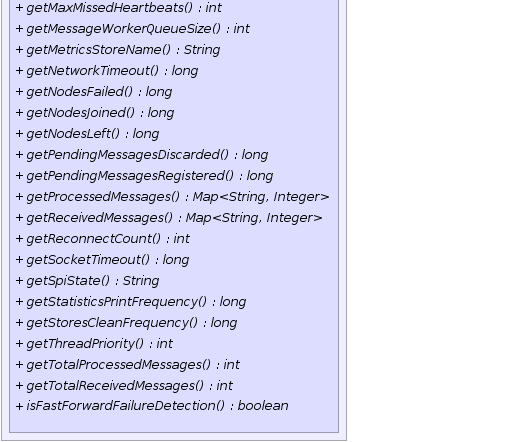 + getMaxMissedHeartbeats() : int
+ getMessageWorkerQueueSize() : int
+ getMetricsStoreName() : String
+ getNetworkTimeout() : long
+ getNodesFailed() : long
+ getNodesJoined() : long
+ getNodesLeft() : long
+ getPendingMessagesDiscarded() : long
+ getPendingMessagesRegistered() : long
+ getProcessedMessages() : Map<String, Integer>
+ getReceivedMessages() : Map<String, Integer>
+ getReconnectCount() : int
+ getSocketTimeout() : long
+ getSpiState() : String
+ getStatisticsPrintFrequency() : long
+ getStoresCleanFrequency() : long
+ getThreadPriority() : int
+ getTotalProcessedMessages() : int
+ getTotalReceivedMessages() : int
+ isFastForwardFailureDetection() : boolean